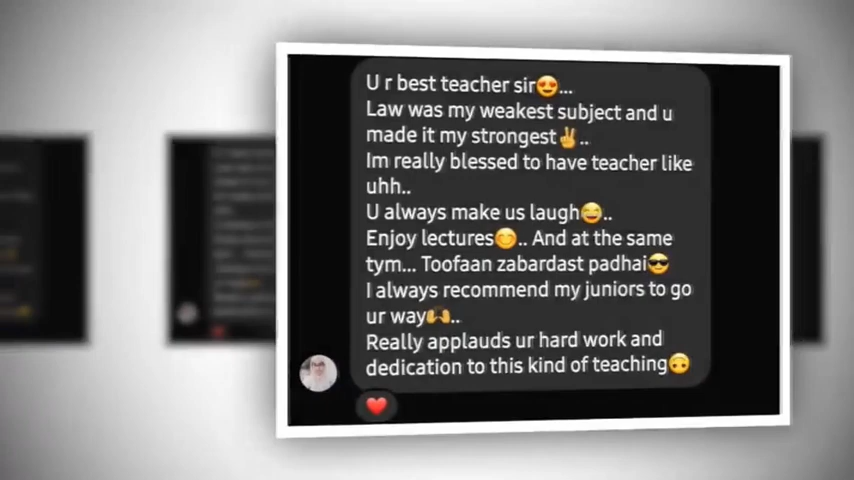 U r best teacher sir😍...
Law was my weakest subject and u
made it my strongest✌️..
Im really blessed to have teacher like
uhh..
U always make us laugh😂..
Enjoy lectures😊.. And at the same
tym... Toofaan zabardast padhai😎
I always recommend my juniors to go
ur way🙌..
Really applauds ur hard work and
dedication to this kind of teaching🙃